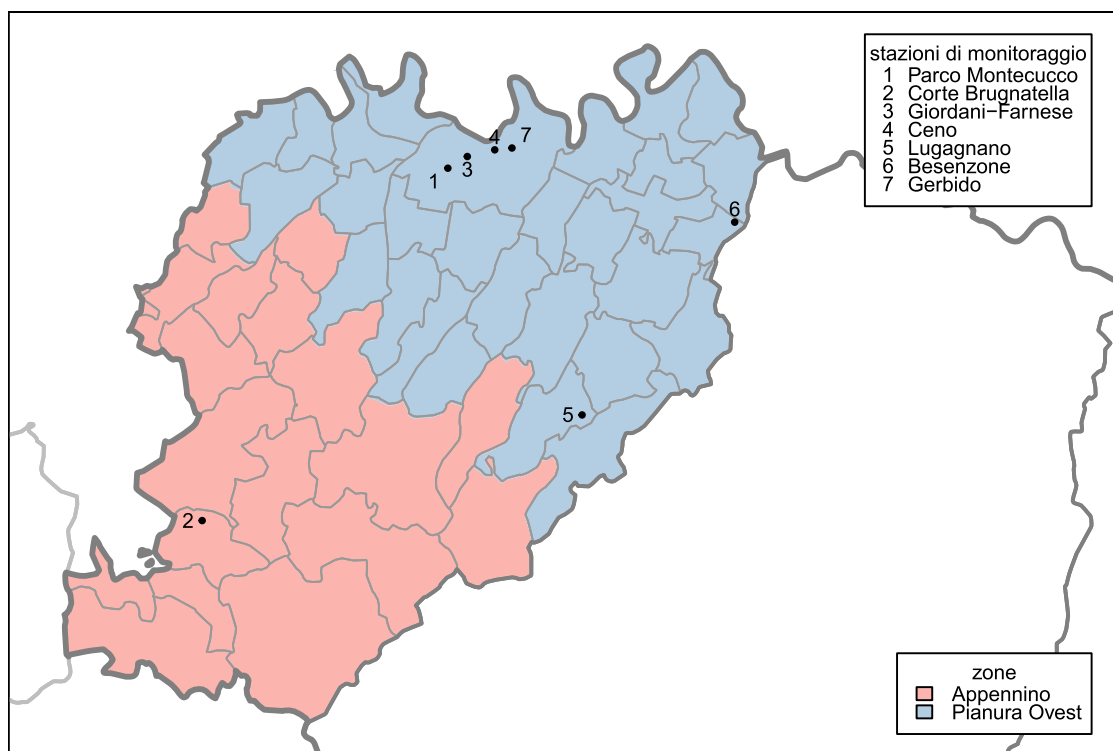 stazioni di monitoraggio
1 Parco Montecucco
2 Corte Brugnatella
3 Giordani−Farnese
4 Ceno
5 Lugagnano
6 Besenzone
7 Gerbido
4
7
3
1
6
5
2
zone
Appennino
Pianura Ovest